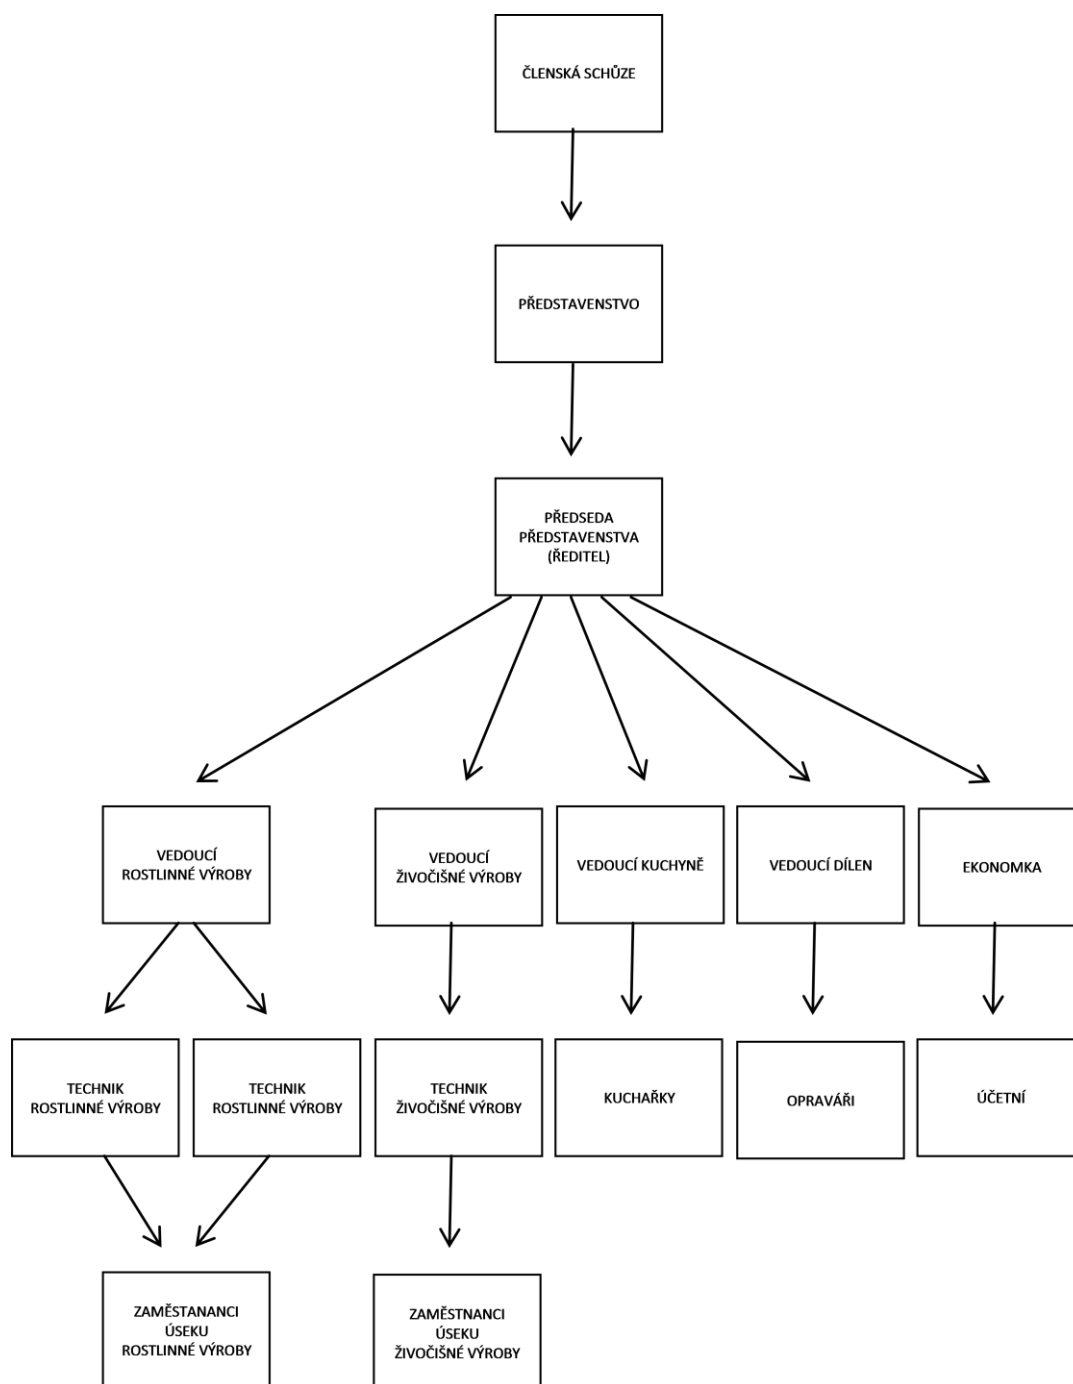 ČLENSKÁ SCHŮZE
PŘEDSTAVENSTVO
PŘEDSEDA
PŘEDSTAVENSTVA
(ŘEDITEL)
VEDOUCÍ
ROSTLINNÉ VÝROBY
VEDOUCÍ
ŽIVOČIŠNÉ VÝROBY
VEDOUCÍ KUCHYNĚ
VEDOUCÍ DÍLEN
EKONOMKA
TECHNIK
ROSTLINNÉ VÝROBY
TECHNIK
ROSTLINNÉ VÝROBY
TECHNIK
ŽIVOČIŠNÉ VÝROBY
KUCHAŘKY
OPRAVÁŘI
ÚČETNÍ
ZAMĚSTANANCI
ÚSEKU
ROSTLINNÉ VÝROBY
ZAMĚSTNANCI
ÚSEKU
ŽIVOČIŠNÉ VÝROBY